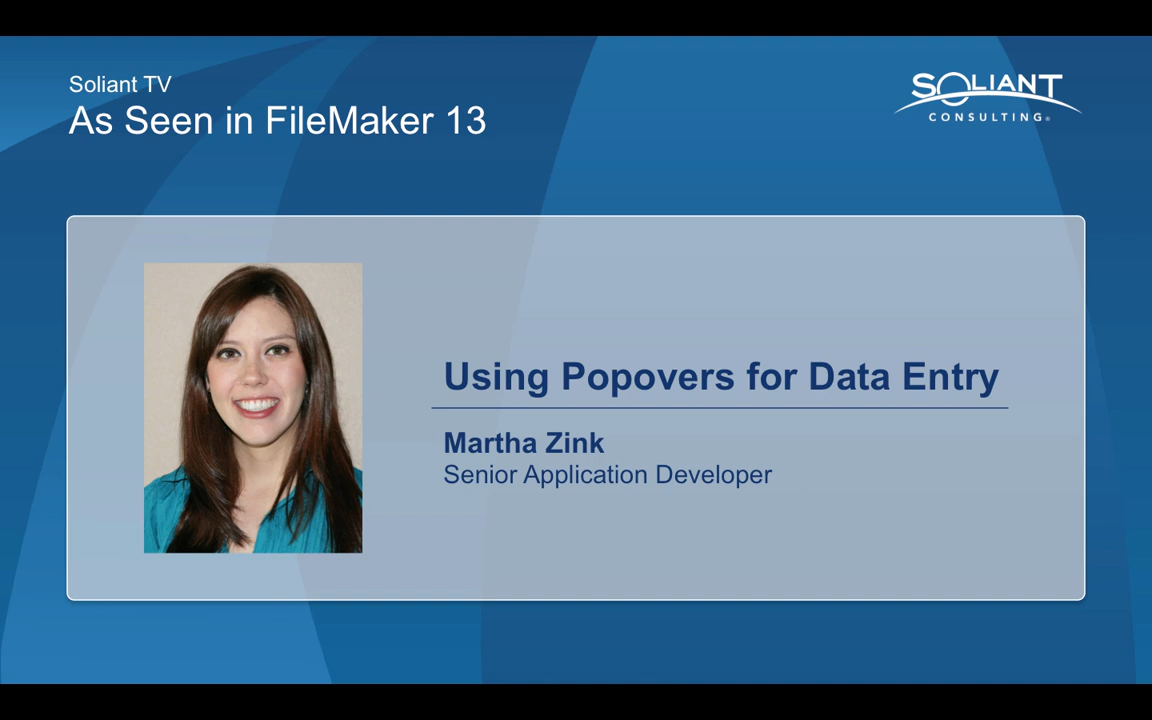 Soliant TV
As Seen in FileMaker 13
SOLIANT
CONSULTING®
Using Popovers for Data Entry
Martha Zink
Senior Application Developer